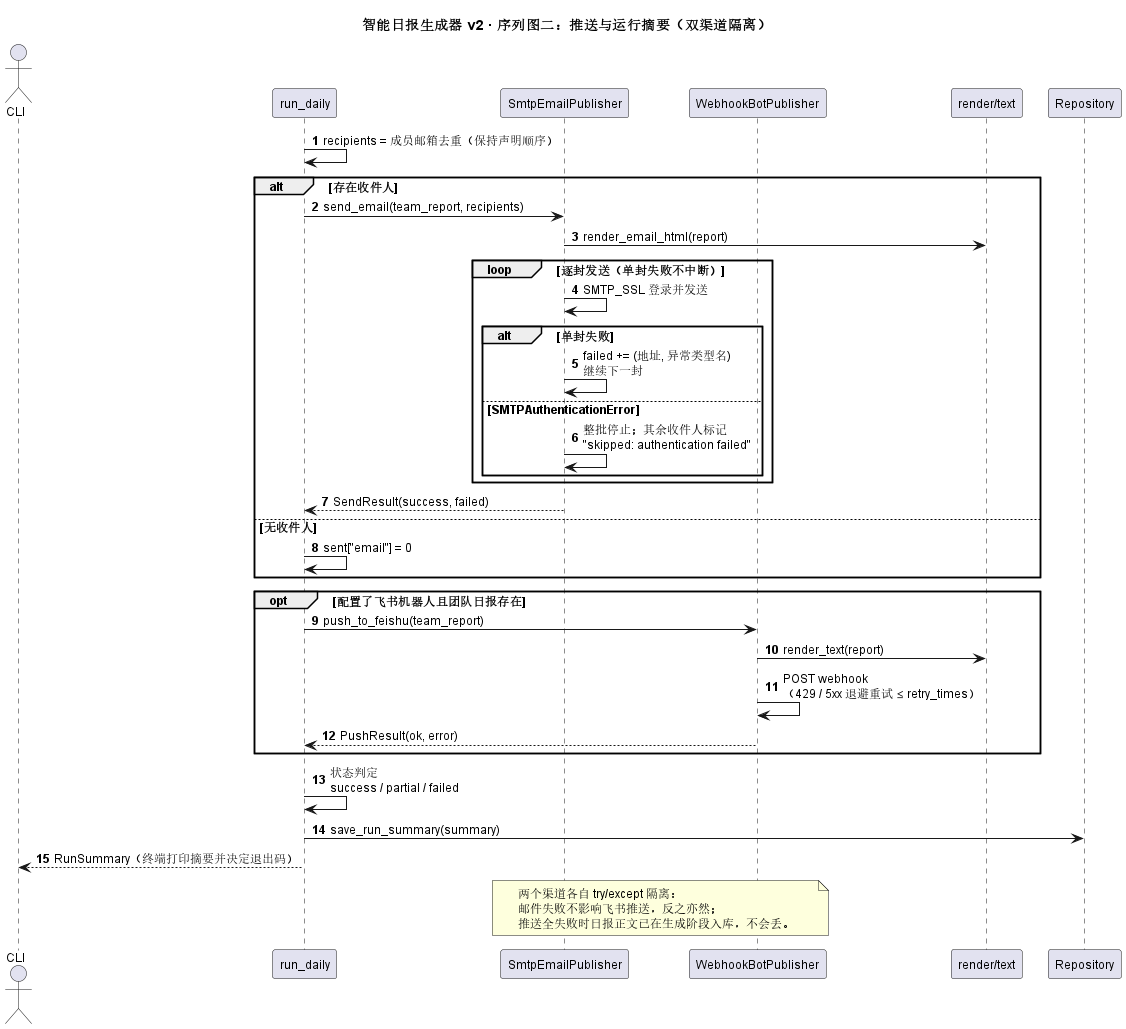 智能日报生成器 v2 · 序列图二：推送与运行摘要（双渠道隔离）
CLI
run_daily
SmtpEmailPublisher
WebhookBotPublisher
render/text
Repository
1 recipients = 成员邮箱去重（保持声明顺序）
alt [存在收件人]
2 send_email(team_report, recipients)
3 render_email_html(report)
loop [逐封发送（单封失败不中断）]
4 SMTP_SSL 登录并发送
alt [单封失败]
5 failed += (地址, 异常类型名)
继续下一封
[SMTPAuthenticationError]
6 整批停止；其余收件人标记
"skipped: authentication failed"
7 SendResult(success, failed)
[无收件人]
8 sent["email"] = 0
opt [配置了飞书机器人且团队日报存在]
9 push_to_feishu(team_report)
10 render_text(report)
11 POST webhook
（429 / 5xx 退避重试 ≤ retry_times）
12 PushResult(ok, error)
13 状态判定
success / partial / failed
14 save_run_summary(summary)
15 RunSummary（终端打印摘要并决定退出码）
两个渠道各自 try/except 隔离：
邮件失败不影响飞书推送，反之亦然；
推送全失败时日报正文已在生成阶段入库，不会丢。
CLI
run_daily
SmtpEmailPublisher
WebhookBotPublisher
render/text
Repository